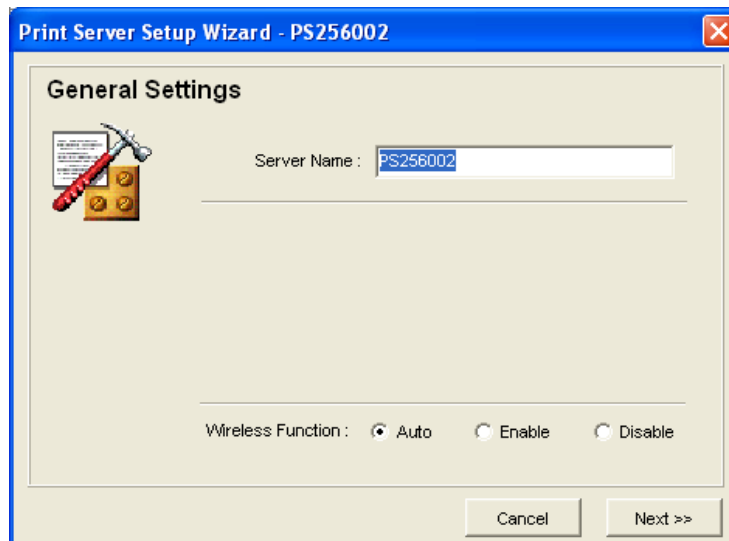 Print Server Setup Wizard - PS256002
General Settings
Server Name : PS256002
Wireless Function : Auto Enable Disable
Cancel Next >>